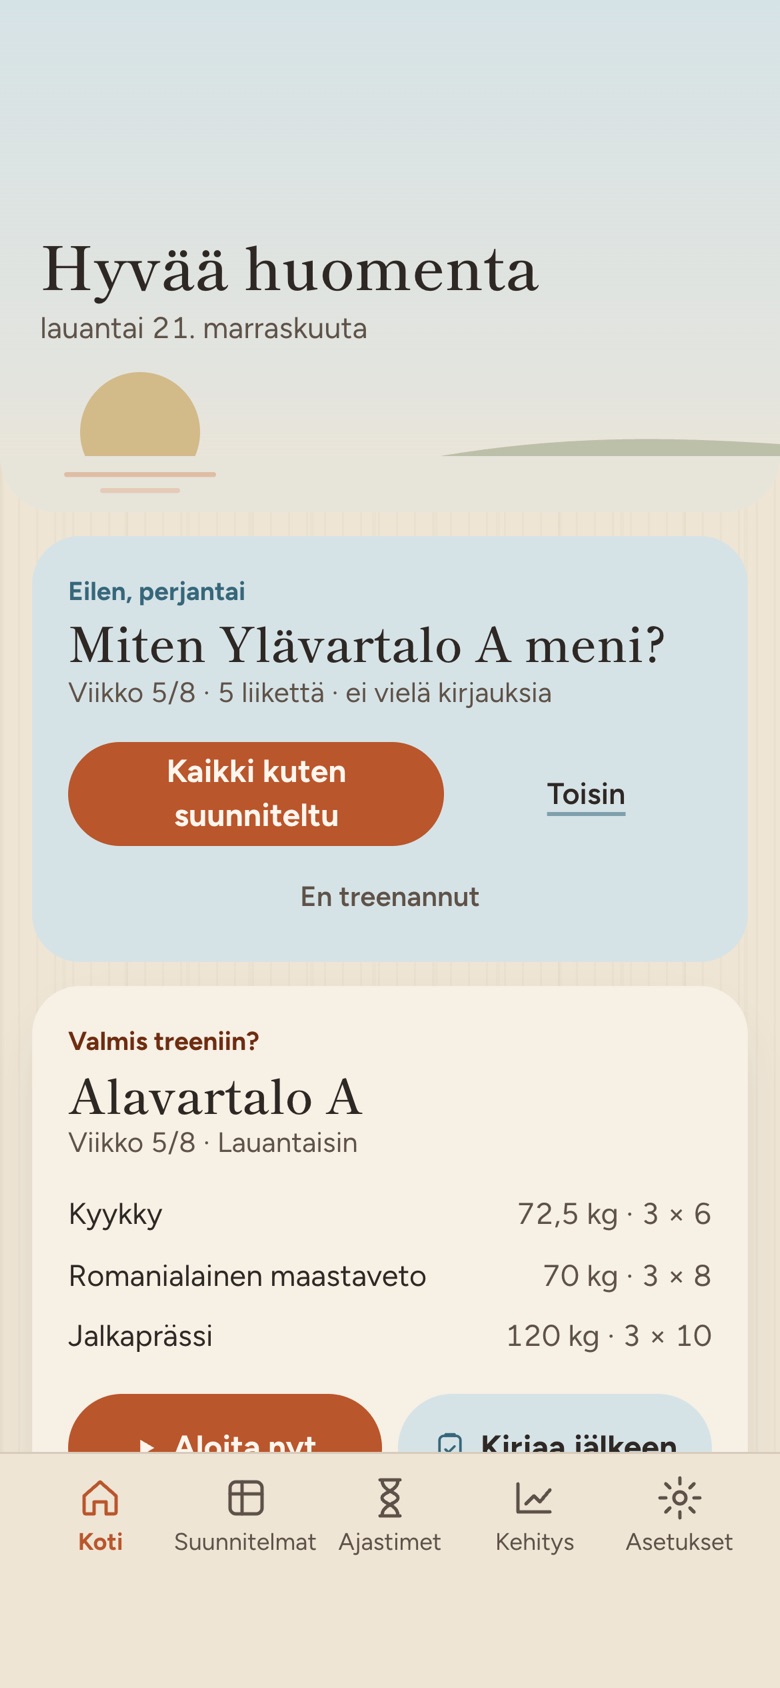 Hyvää huomenta
lauantai 21. marraskuuta
Eilen, perjantai
Miten Ylävartalo A meni?
Viikko 5/8 · 5 liikettä · ei vielä kirjauksia
Kaikki kuten
suunniteltu
Toisin
En treenannut
Valmis treeniin?
Alavartalo A
Viikko 5/8 · Lauantaisin
Kyykky 72,5 kg · 3 × 6
Romanialainen maastaveto 70 kg · 3 × 8
Jalkaprässi 120 kg · 3 × 10
Aloita nyt Kirjaa jälkeen
Koti Suunnitelmat Ajastimet Kehitys Asetukset